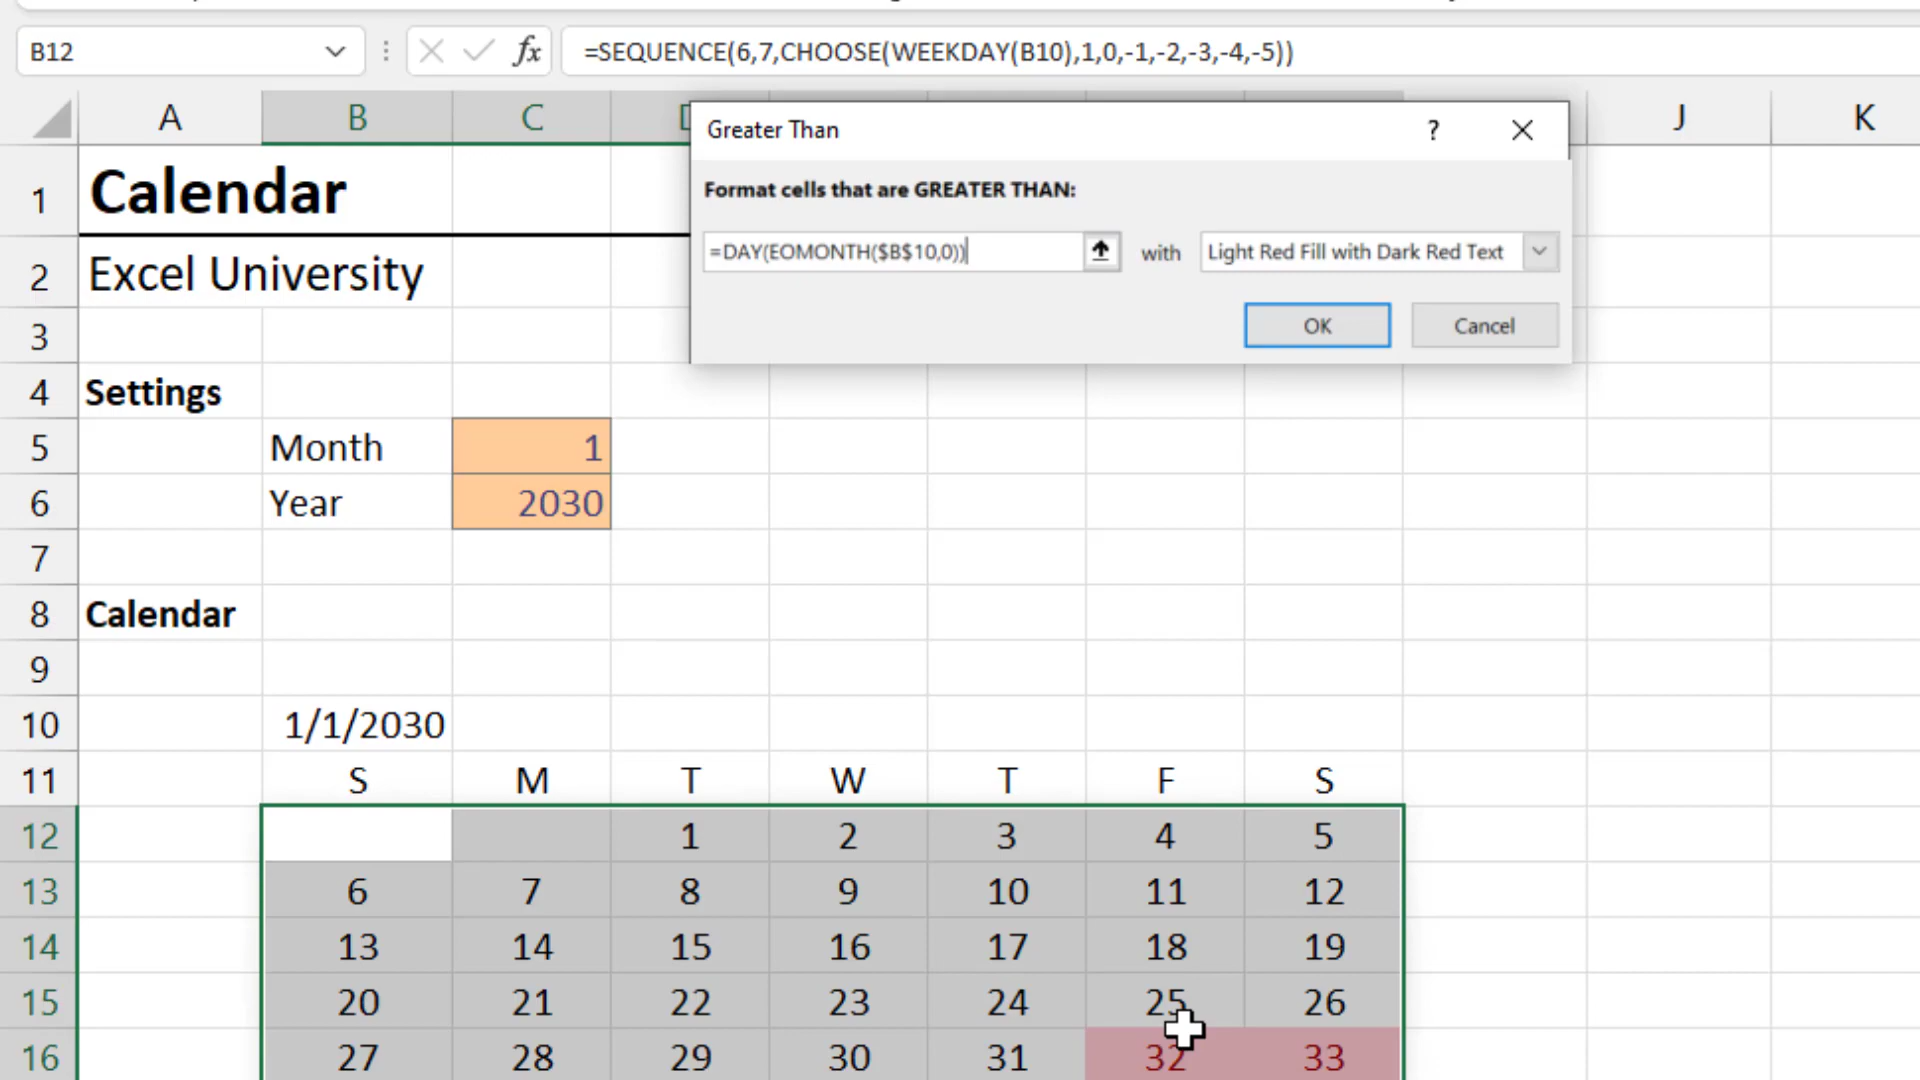 B12
fx
=SEQUENCE(6,7,CHOOSE(WEEKDAY(B10),1,0,-1,-2,-3,-4,-5))
A B C D J K
Greater Than ?
Format cells that are GREATER THAN:
=DAY(EOMONTH($B$10,0)) with Light Red Fill with Dark Red Text
OK Cancel
1 Calendar
2 Excel University
3
4 Settings
5 Month 1
6 Year 2030
7
8 Calendar
9
10 1/1/2030
11 S M T W T F S
12 1 2 3 4 5
13 6 7 8 9 10 11 12
14 13 14 15 16 17 18 19
15 20 21 22 23 24 25 26
16 27 28 29 30 31 32 33